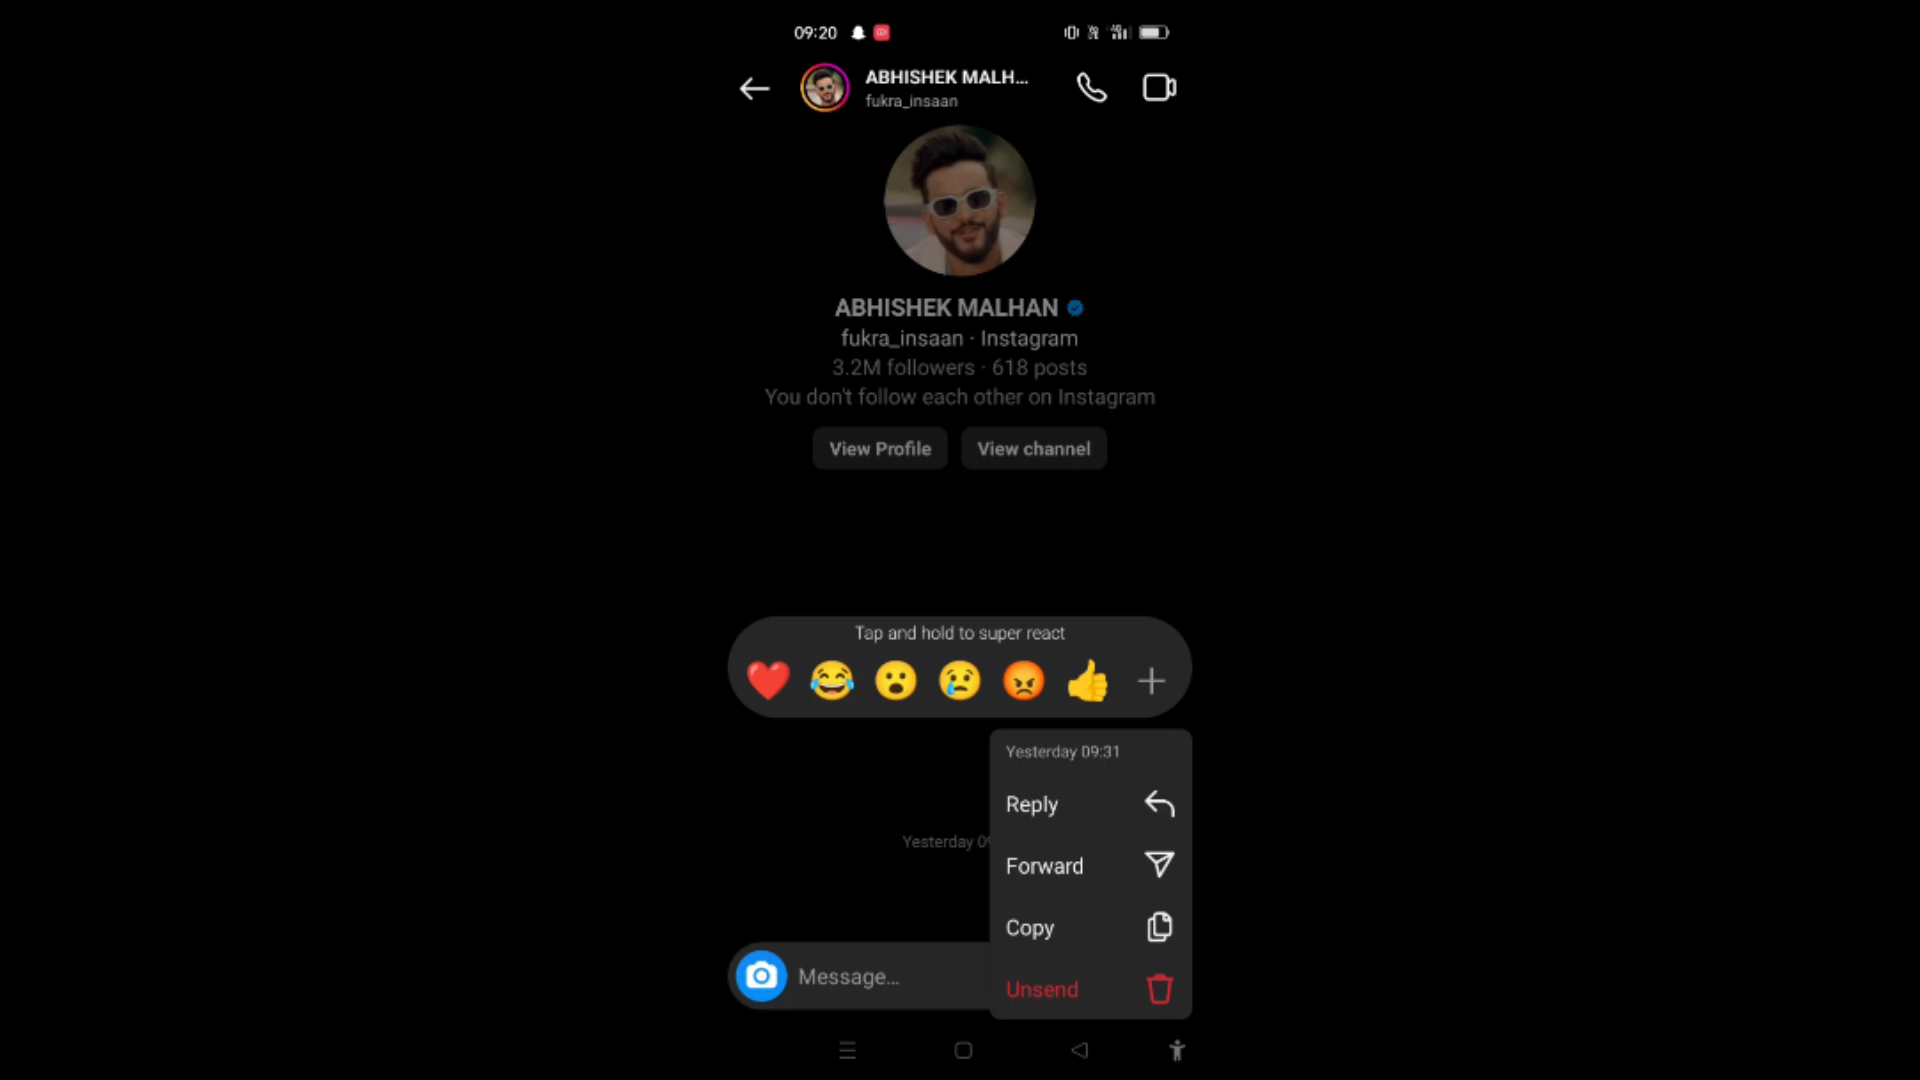 09:20
ABHISHEK MALH...
fukra_insaan
ABHISHEK MALHAN
fukra_insaan · Instagram
3.2M followers · 618 posts
You don't follow each other on Instagram
View Profile
View channel
Tap and hold to super react
Yesterday 09:31
Reply
Yesterday 09
Forward
Copy
Message...
Unsend